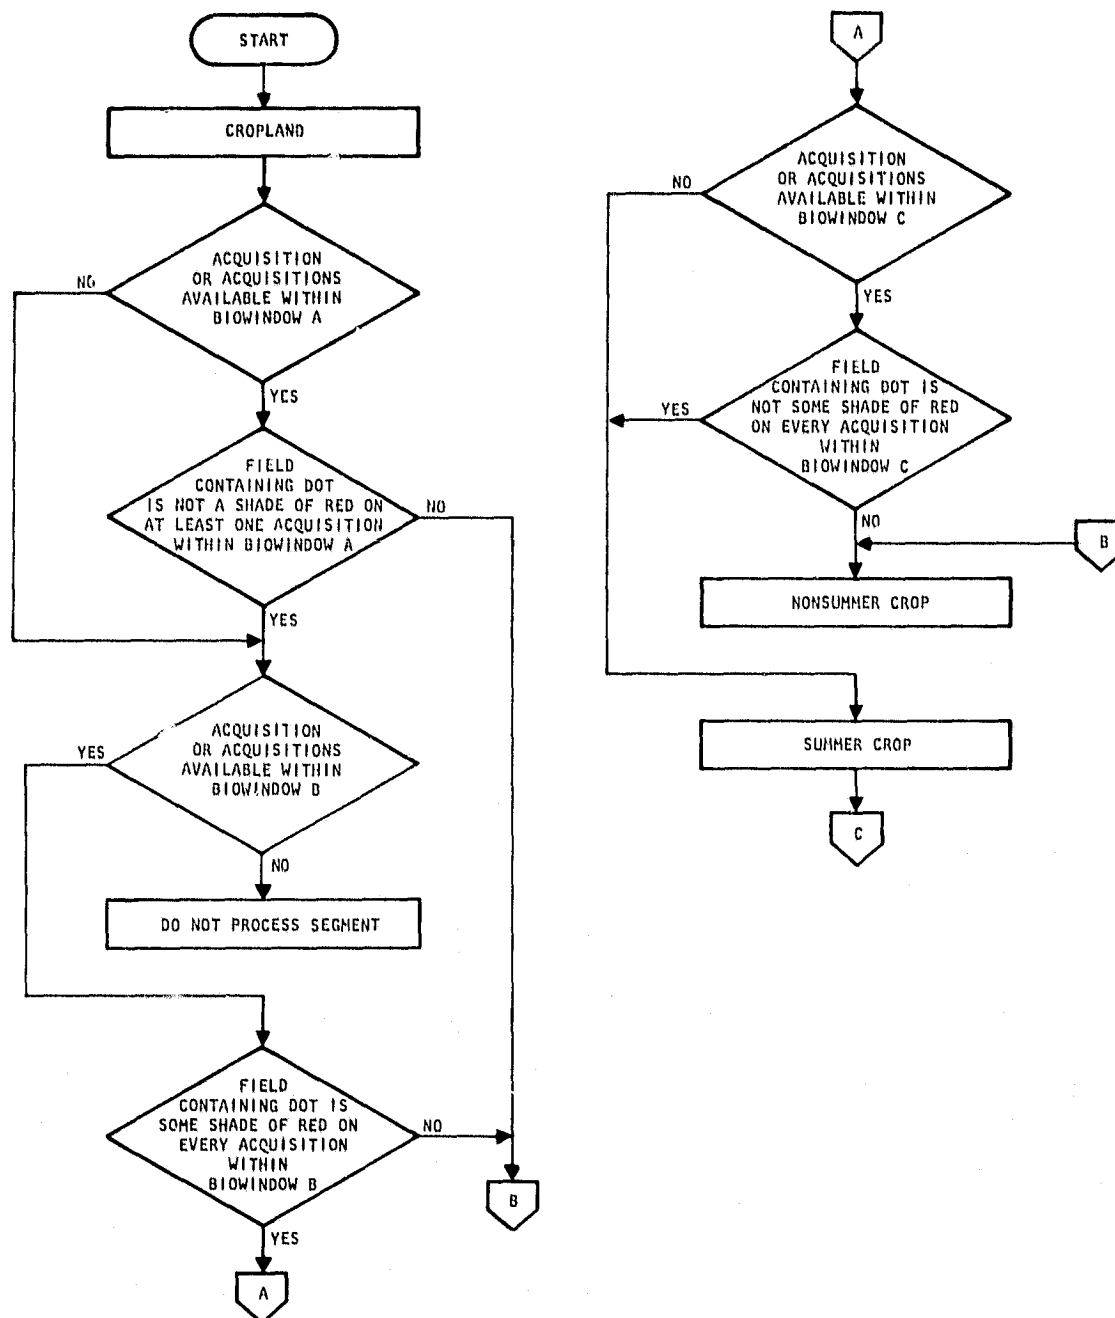 START
CROPLAND
ACQUISITION
OR ACQUISITIONS
AVAILABLE WITHIN
BIOWINDOW A
NO
YES
FIELD
CONTAINING DOT
IS NOT A SHADE OF RED ON
AT LEAST ONE ACQUISITION
WITHIN BIOWINDOW A
NO
YES
ACQUISITION
OR ACQUISITIONS
AVAILABLE WITHIN
BIOWINDOW B
YES
NO
DO NOT PROCESS SEGMENT
FIELD
CONTAINING DOT IS
SOME SHADE OF RED ON
EVERY ACQUISITION
WITHIN
BIOWINDOW B
NO
B
YES
A
A
ACQUISITION
OR ACQUISITIONS
AVAILABLE WITHIN
BIOWINDOW C
NO
YES
FIELD
CONTAINING DOT IS
NOT SOME SHADE OF RED
ON EVERY ACQUISITION
WITHIN
BIOWINDOW C
YES
NO
B
NONSUMMER CROP
SUMMER CROP
C